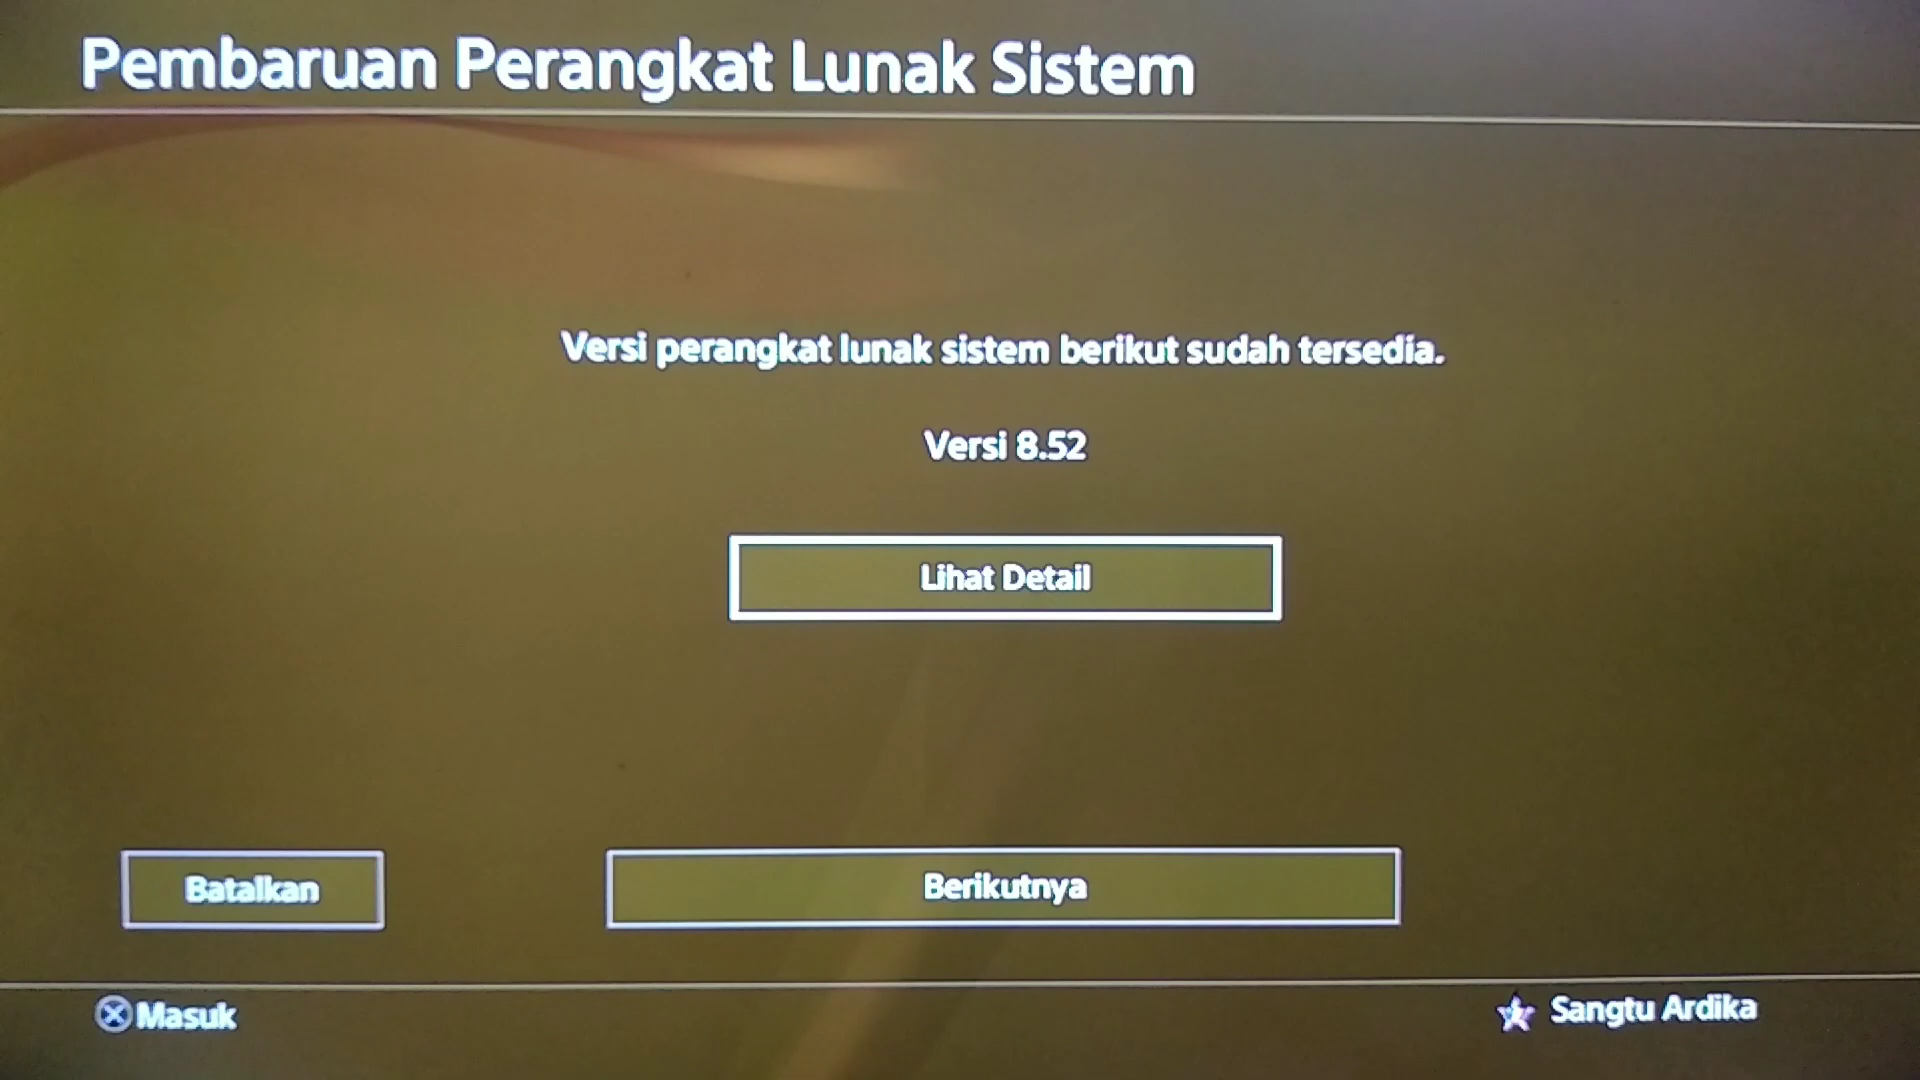 Pembaruan Perangkat Lunak Sistem
Versi perangkat lunak sistem berikut sudah tersedia.
Versi 8.52
Lihat Detail
Batalkan
Berikutnya
Masuk
Sangtu Ardika